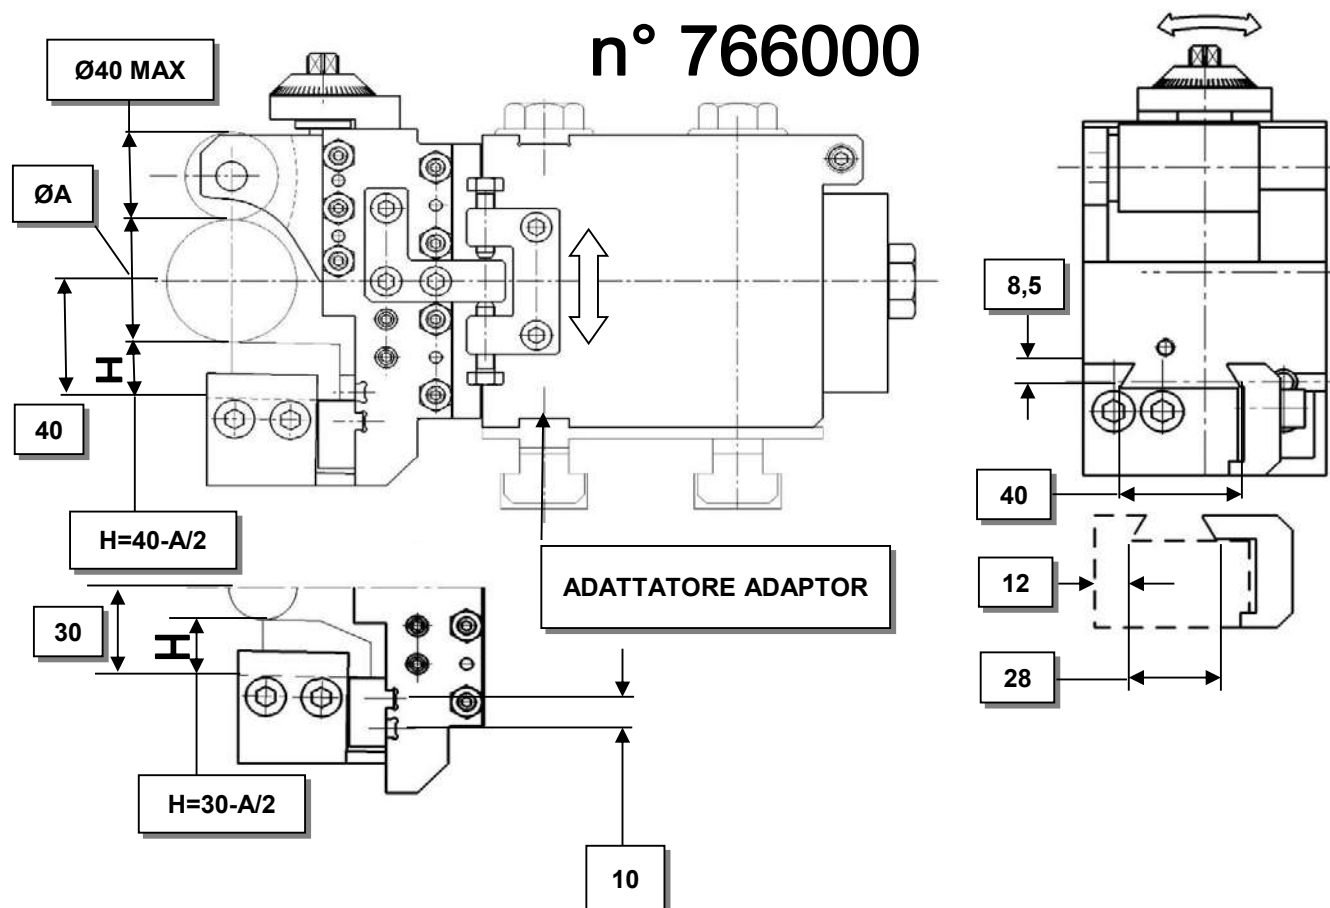 n° 766000
Ø40 MAX
ØA
H
40
H=40-A/2
8,5
40
12
28
ADATTATORE ADAPTOR
30
H
H=30-A/2
10